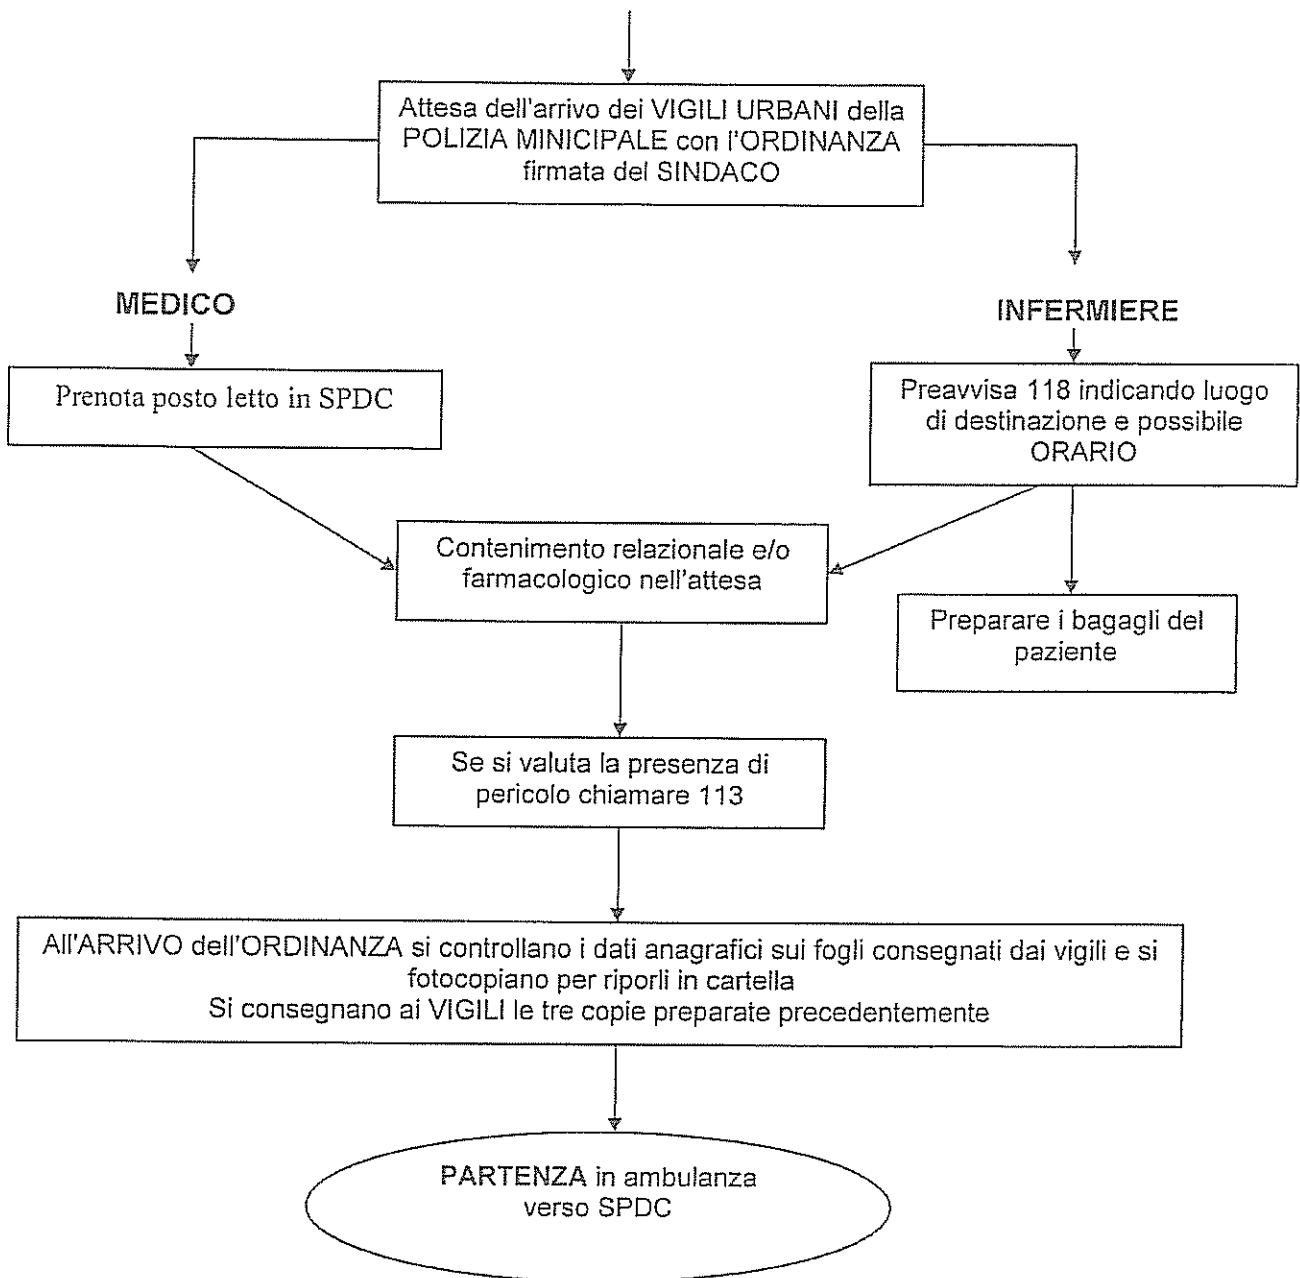 Attesa dell'arrivo dei VIGILI URBANI della
POLIZIA MINICIPALE con l'ORDINANZA
firmata del SINDACO
MEDICO
INFERMIERE
Prenota posto letto in SPDC
Preavvisa 118 indicando luogo
di destinazione e possibile
ORARIO
Contenimento relazionale e/o
farmacologico nell'attesa
Preparare i bagagli del
paziente
Se si valuta la presenza di
pericolo chiamare 113
All'ARRIVO dell'ORDINANZA si controllano i dati anagrafici sui fogli consegnati dai vigili e si
fotocopiano per riporli in cartella
Si consegnano ai VIGILI le tre copie preparate precedentemente
PARTENZA in ambulanza
verso SPDC